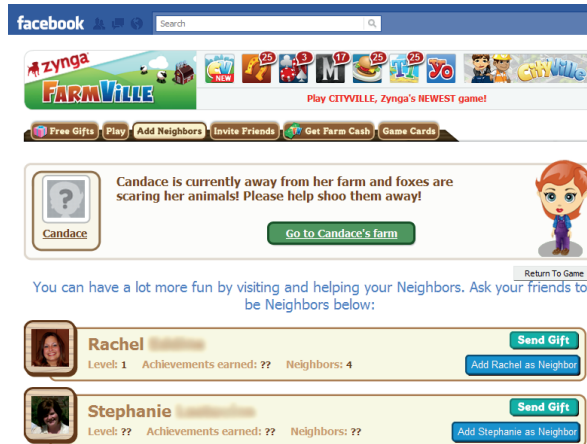 facebook Search
zynga
FARMVILLE
NEW 25 3 M 17 25 25 Yo CityVille
Play CITYVILLE, Zynga's NEWEST game!
Free Gifts Play Add Neighbors Invite Friends Get Farm Cash Game Cards
Candace is currently away from her farm and foxes are
scaring her animals! Please help shoo them away!
?
Candace
Go to Candace's farm
Return To Game
You can have a lot more fun by visiting and helping your Neighbors. Ask your friends to
be Neighbors below:
Rachel
Send Gift
Level: 1 Achievements earned: ?? Neighbors: 4
Add Rachel as Neighbor
Stephanie
Send Gift
Level: ?? Achievements earned: ?? Neighbors: ??
Add Stephanie as Neighbor